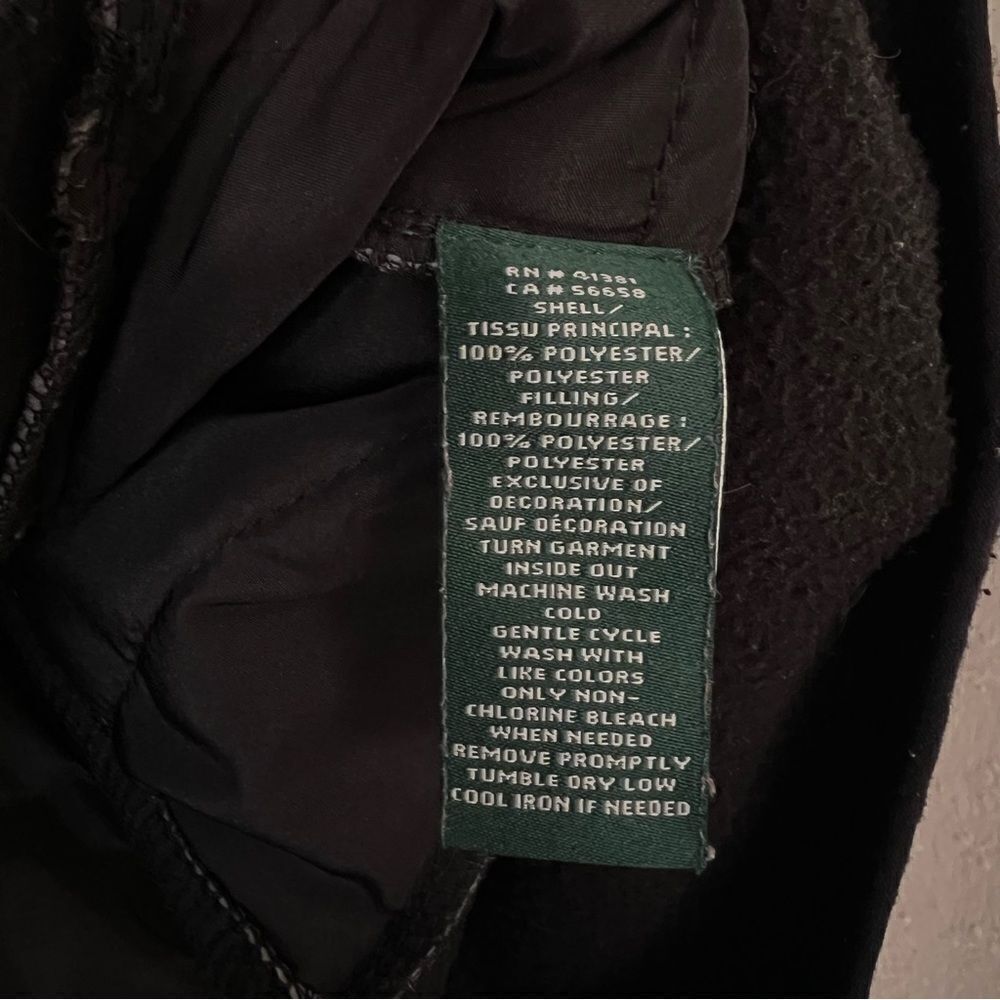 RN # 41381
CA # 56658
SHELL/
TISSU PRINCIPAL :
100% POLYESTER/
POLYESTER
FILLING/
REMBOURRAGE :
100% POLYESTER/
POLYESTER
EXCLUSIVE OF
DECORATION/
SAUF DÉCORATION
TURN GARMENT
INSIDE OUT
MACHINE WASH
COLD
GENTLE CYCLE
WASH WITH
LIKE COLORS
ONLY NON-
CHLORINE BLEACH
WHEN NEEDED
REMOVE PROMPTLY
TUMBLE DRY LOW
COOL IRON IF NEEDED